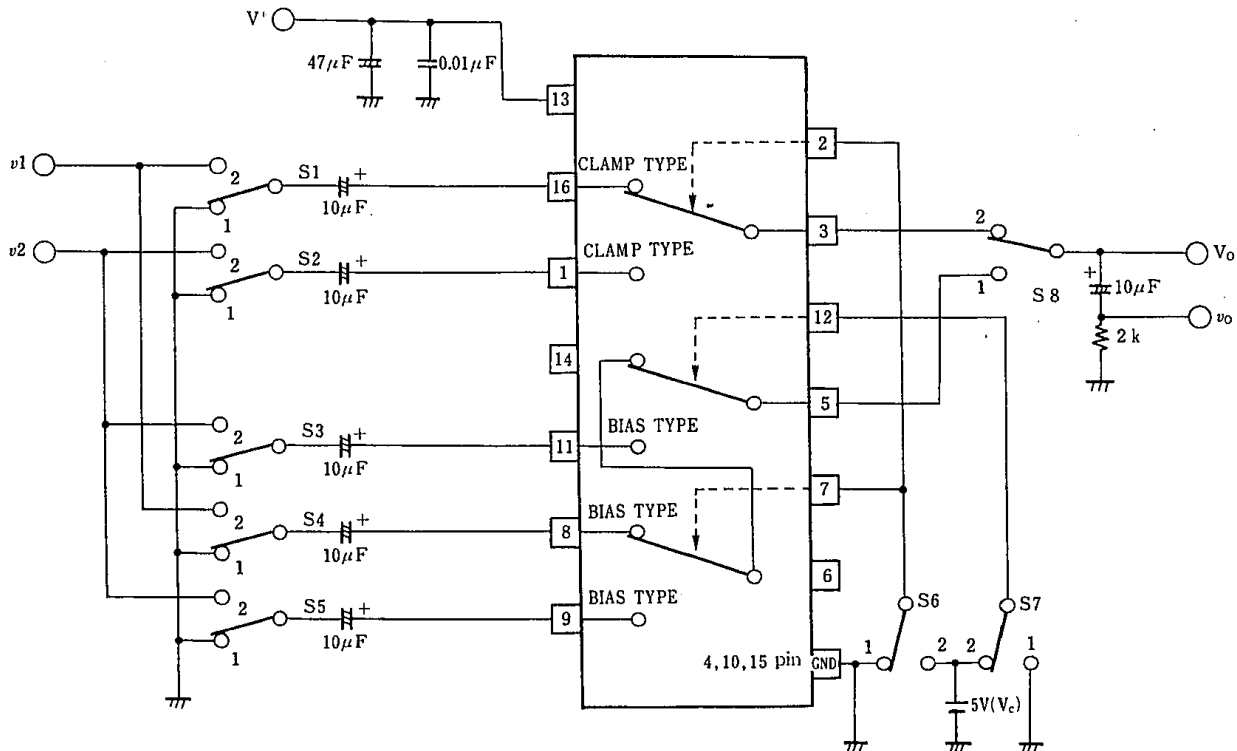 V'
47μF
0.01μF
13
2
v1
2
S1
+
16
CLAMP TYPE
10μF
1
3
2
v2
2
S2
+
1
CLAMP TYPE
10μF
1
1
S8
+
10μF
Vo
vo
2k
12
14
5
2
S3
+
11
BIAS TYPE
10μF
1
7
2
S4
+
8
BIAS TYPE
10μF
1
6
2
S5
+
9
BIAS TYPE
10μF
1
S6
S7
4,10,15 pin
GND
1
2
2
1
5V(Vc)